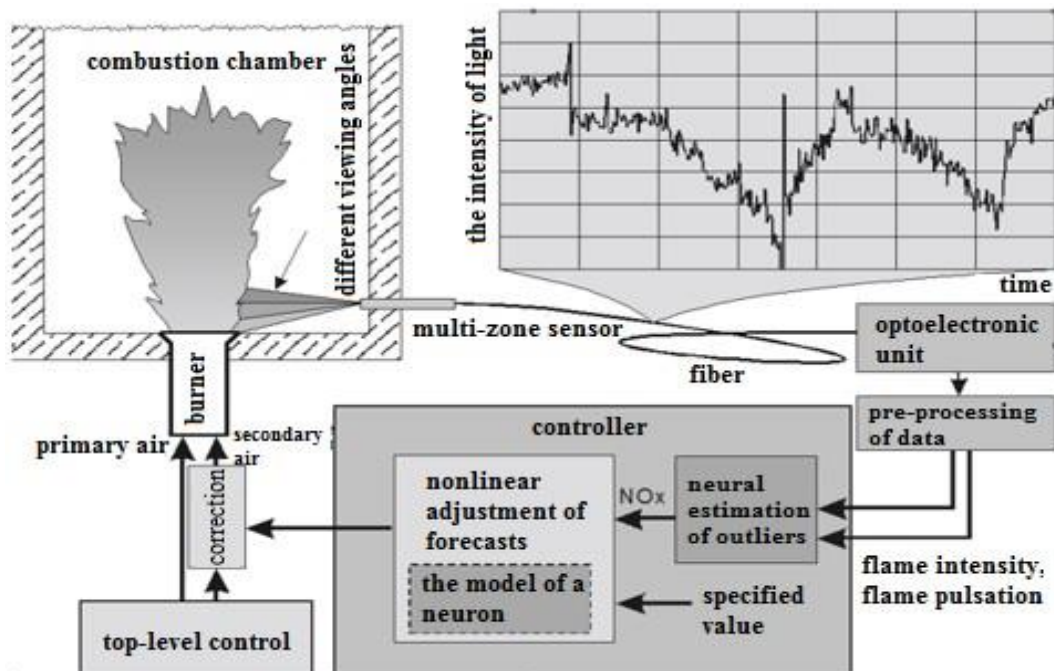 combustion chamber
different viewing angles
the intensity of light
time
multi-zone sensor
fiber
optoelectronic
unit
pre-processing
of data
burner
primary air
secondary
air
correction
top-level control
controller
nonlinear
adjustment of
forecasts
the model of a
neuron
NOx
neural
estimation
of outliers
specified
value
flame intensity,
flame pulsation